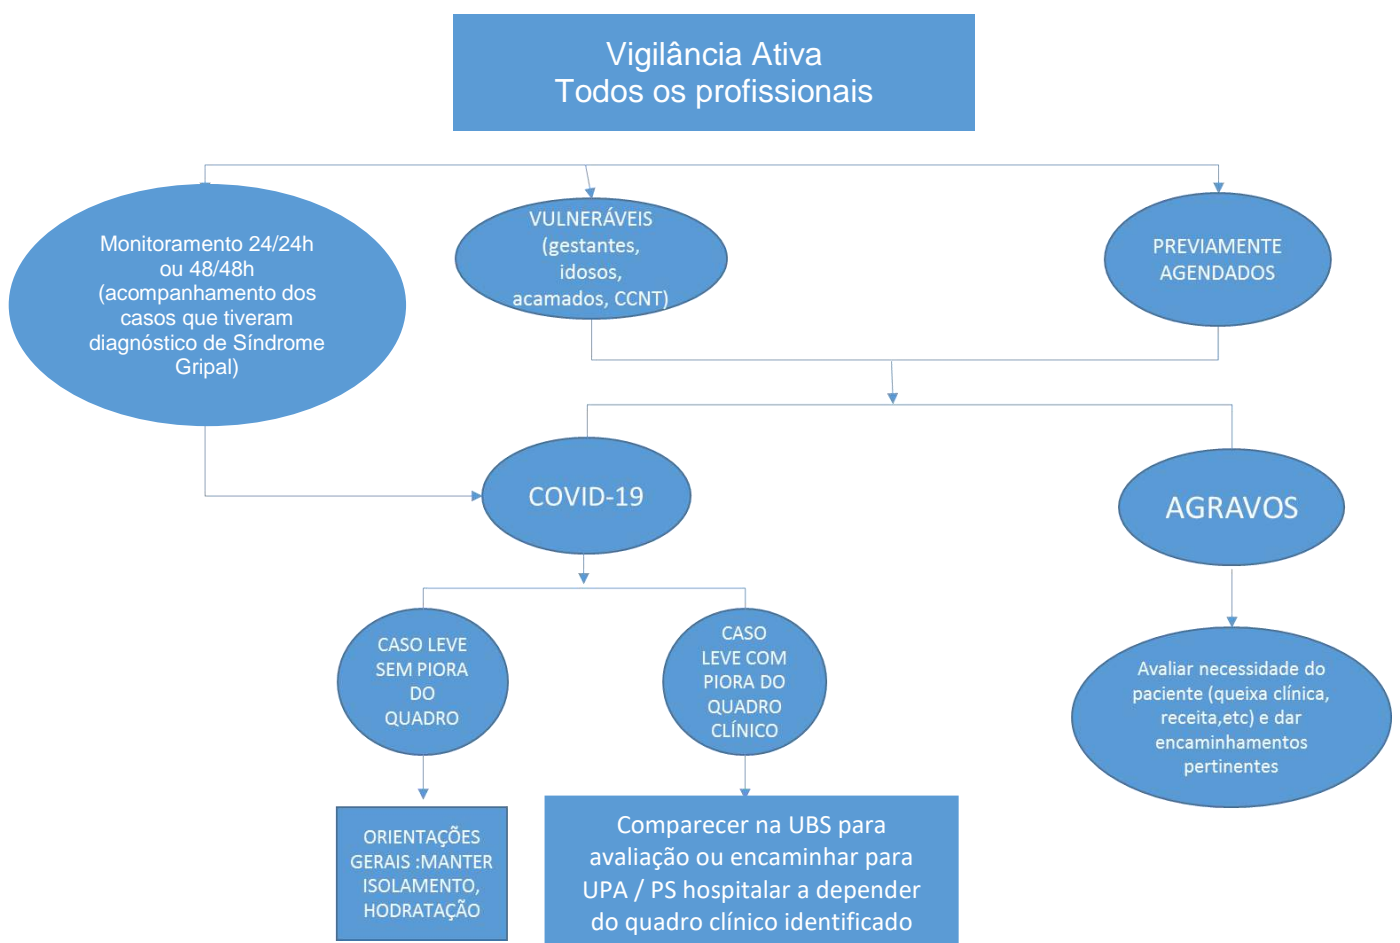 Vigilância Ativa
Todos os profissionais
Monitoramento 24/24h
ou 48/48h
(acompanhamento dos
casos que tiveram
diagnóstico de Síndrome
Gripal)
VULNERÁVEIS
(gestantes,
idosos,
acamados, CCNT)
PREVIAMENTE
AGENDADOS
COVID-19
AGRAVOS
CASO LEVE
SEM PIORA
DO
QUADRO
CASO
LEVE COM
PIORA DO
QUADRO
CLÍNICO
Avaliar necessidade do
paciente (queixa clínica,
receita,etc) e dar
encaminhamentos
pertinentes
ORIENTAÇÕES
GERAIS :MANTER
ISOLAMENTO,
HODRATAÇÃO
Comparecer na UBS para
avaliação ou encaminhar para
UPA / PS hospitalar a depender
do quadro clínico identificado